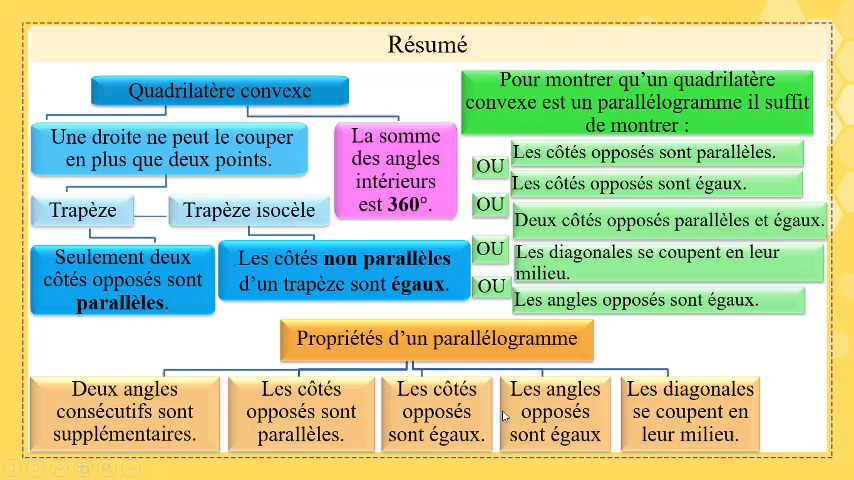 Résumé
Quadrilatère convexe
Une droite ne peut le couper
en plus que deux points.
La somme
des angles
intérieurs
est 360°.
Trapèze
Trapèze isocèle
Seulement deux
côtés opposés sont
parallèles.
Les côtés non parallèles
d’un trapèze sont égaux.
Pour montrer qu’un quadrilatère
convexe est un parallélogramme il suffit
de montrer :
Les côtés opposés sont parallèles.
OU
Les côtés opposés sont égaux.
OU
Deux côtés opposés parallèles et égaux.
OU
Les diagonales se coupent en leur
milieu.
OU
Les angles opposés sont égaux.
Propriétés d’un parallélogramme
Deux angles
consécutifs sont
supplémentaires.
Les côtés
opposés sont
parallèles.
Les côtés
opposés
sont égaux.
Les angles
opposés
sont égaux
Les diagonales
se coupent en
leur milieu.